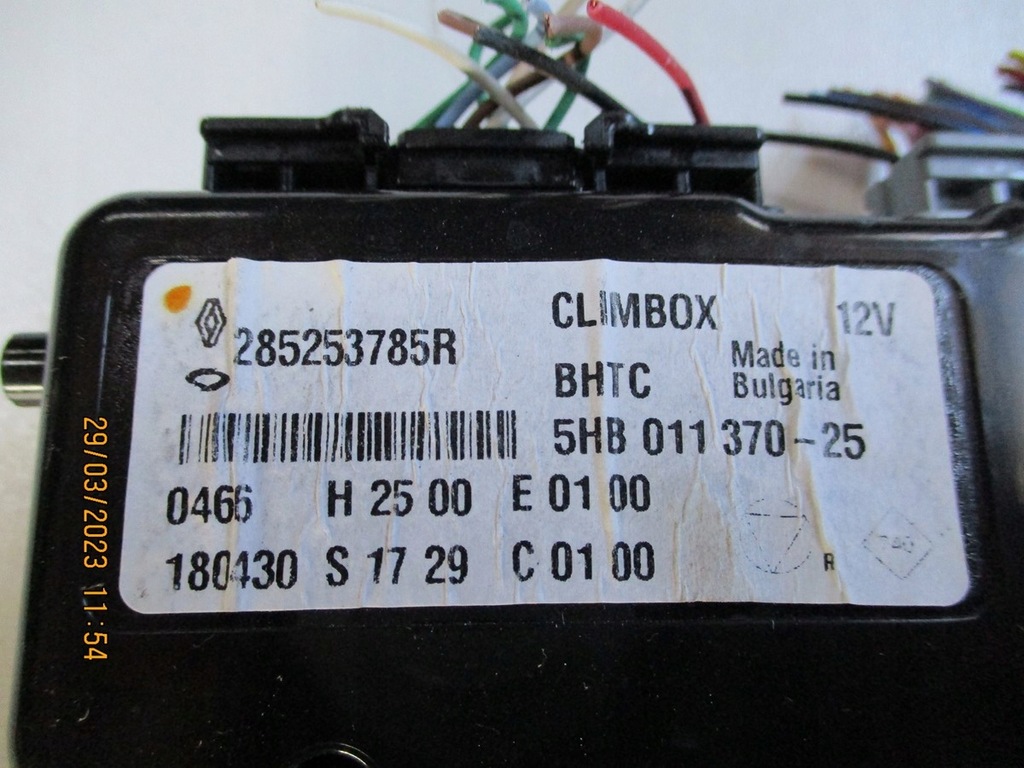 285253785R
CLIMBOX 12V
BHTC
Made in
Bulgaria
5HB 011 370-25
0466 H 25 00 E 01 00
180430 S 17 29 C 01 00
R
29/03/2023 11:54